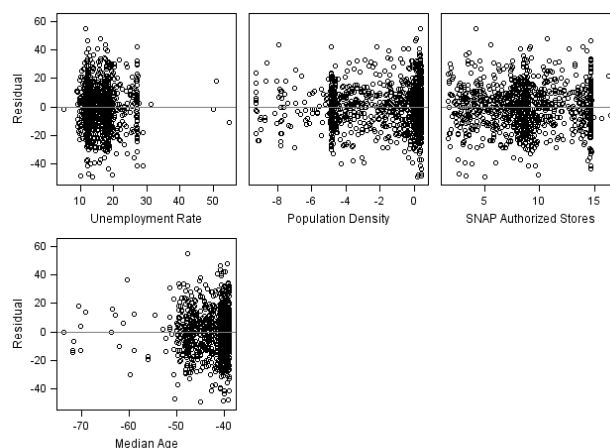 60
40
20
0
-20
-40
Residual
10 20 30 40 50
Unemployment Rate
-8 -6 -4 -2 0
Population Density
5 10 15
SNAP Authorized Stores
60
40
20
0
-20
-40
Residual
-70 -60 -50 -40
Median Age